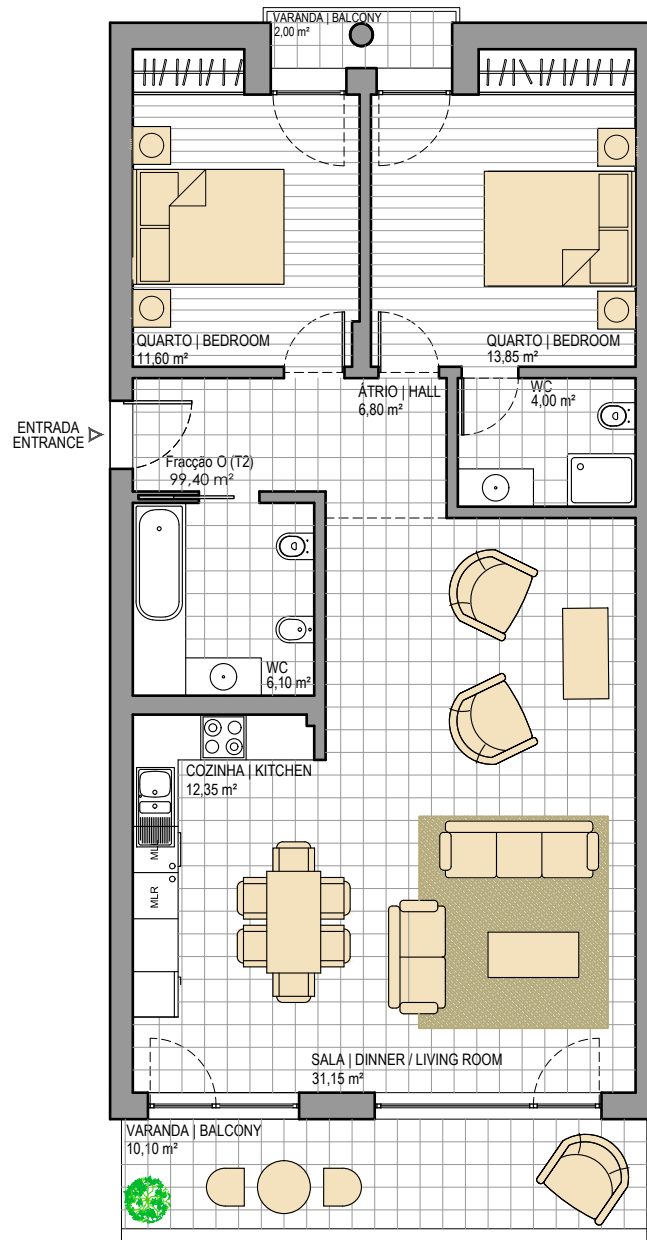 VARANDA | BALCONY
2,00 m²
QUARTO | BEDROOM
11,60 m²
QUARTO | BEDROOM
13,85 m²
ÁTRIO | HALL
6,80 m²
WC
4,00 m²
ENTRADA
ENTRANCE
Fracção O (T2)
99,40 m²
WC
6,10 m²
COZINHA | KITCHEN
12,35 m²
MLR
SALA | DINNER / LIVING ROOM
31,15 m²
VARANDA | BALCONY
10,10 m²